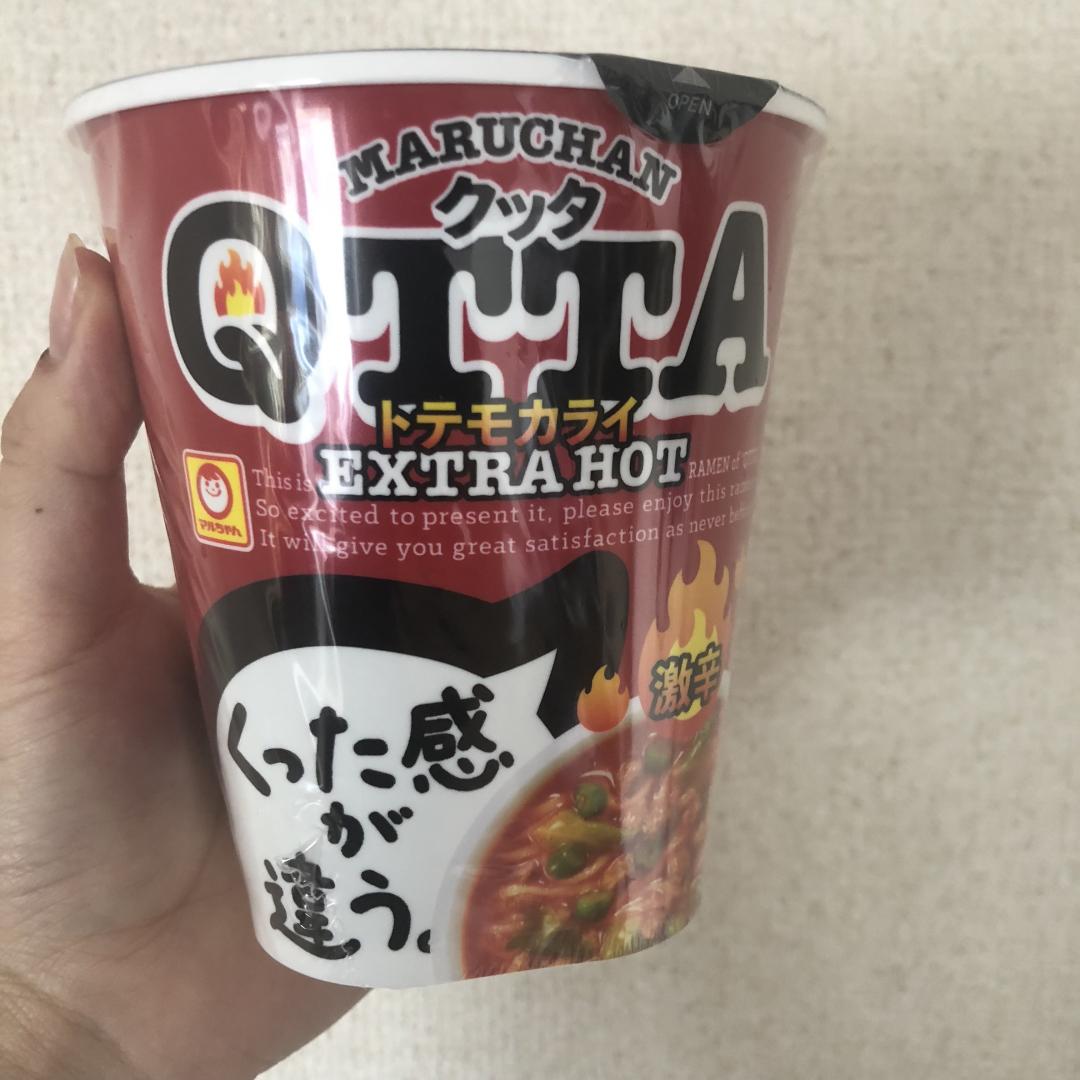 OPEN
MARUCHAN
クッタ
QTTA
トテモカライ
EXTRA HOT
マルちゃん
This is
RAMEN of
So excited to present it, please enjoy this
It will give you great satisfaction as never
激辛
くった感
が
違う。